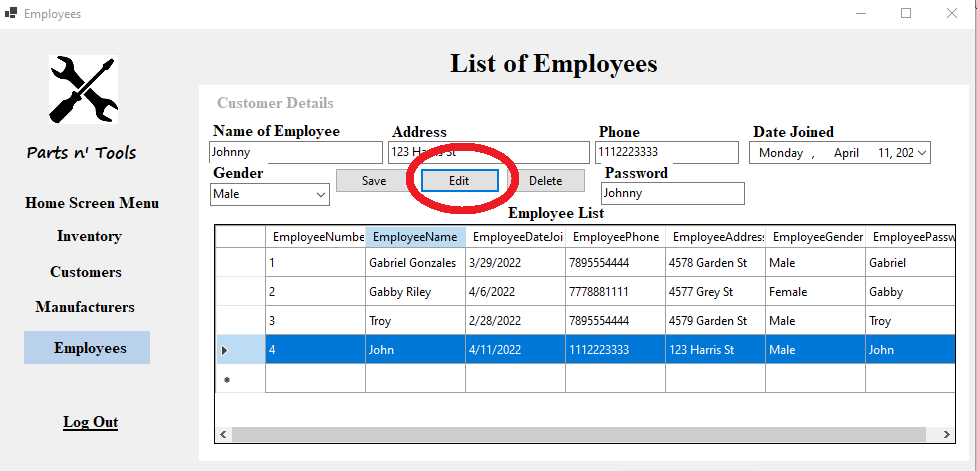 Employees
List of Employees
Customer Details
Name of Employee Address Phone Date Joined
Johnny 123 Harris St 1112223333 Monday , April 11, 202
Gender Save Edit Delete Password
Male Johnny
Employee List
EmployeeNumbe EmployeeName EmployeeDateJoi EmployeePhone EmployeeAddress EmployeeGender EmployeePassw
1 Gabriel Gonzales 3/29/2022 7895554444 4578 Garden St Male Gabriel
2 Gabby Riley 4/6/2022 7778881111 4577 Grey St Female Gabby
3 Troy 2/28/2022 7895554444 4579 Garden St Male Troy
4 John 4/11/2022 1112223333 123 Harris St Male John
Parts n' Tools
Home Screen Menu
Inventory
Customers
Manufacturers
Employees
Log Out